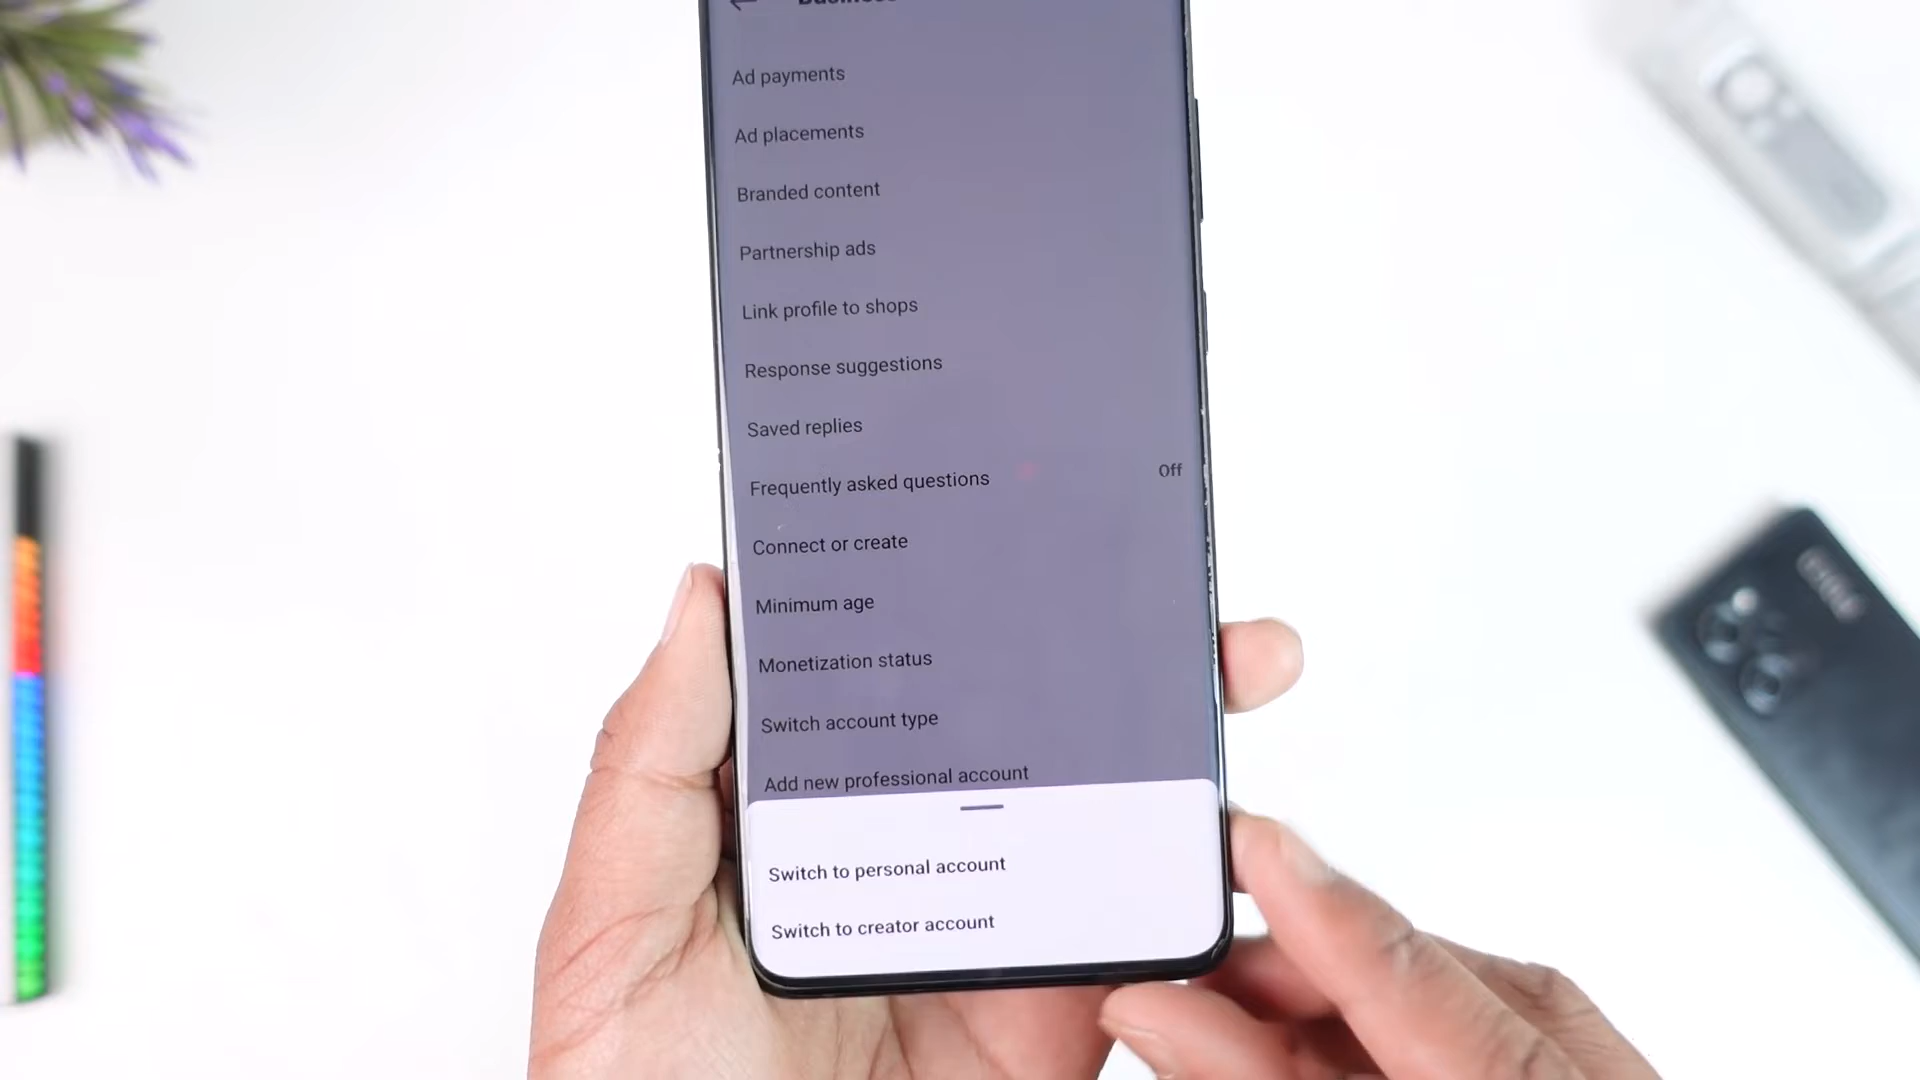 Business
Ad payments
Ad placements
Branded content
Partnership ads
Link profile to shops
Response suggestions
Saved replies
Frequently asked questions Off
Connect or create
Minimum age
Monetization status
Switch account type
Add new professional account
Switch to personal account
Switch to creator account